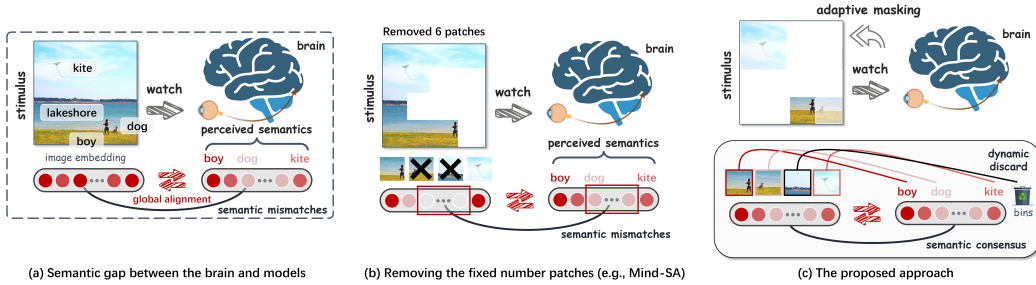 stimulus
kite
lakeshore
dog
boy
watch
brain
perceived semantics
image embedding
boy dog kite
global alignment
semantic mismatches
(a) Semantic gap between the brain and models
Removed 6 patches
stimulus
watch
brain
perceived semantics
boy dog kite
semantic mismatches
(b) Removing the fixed number patches (e.g., Mind-SA)
adaptive masking
stimulus
watch
brain
dynamic
discard
boy dog kite
bins
semantic consensus
(c) The proposed approach